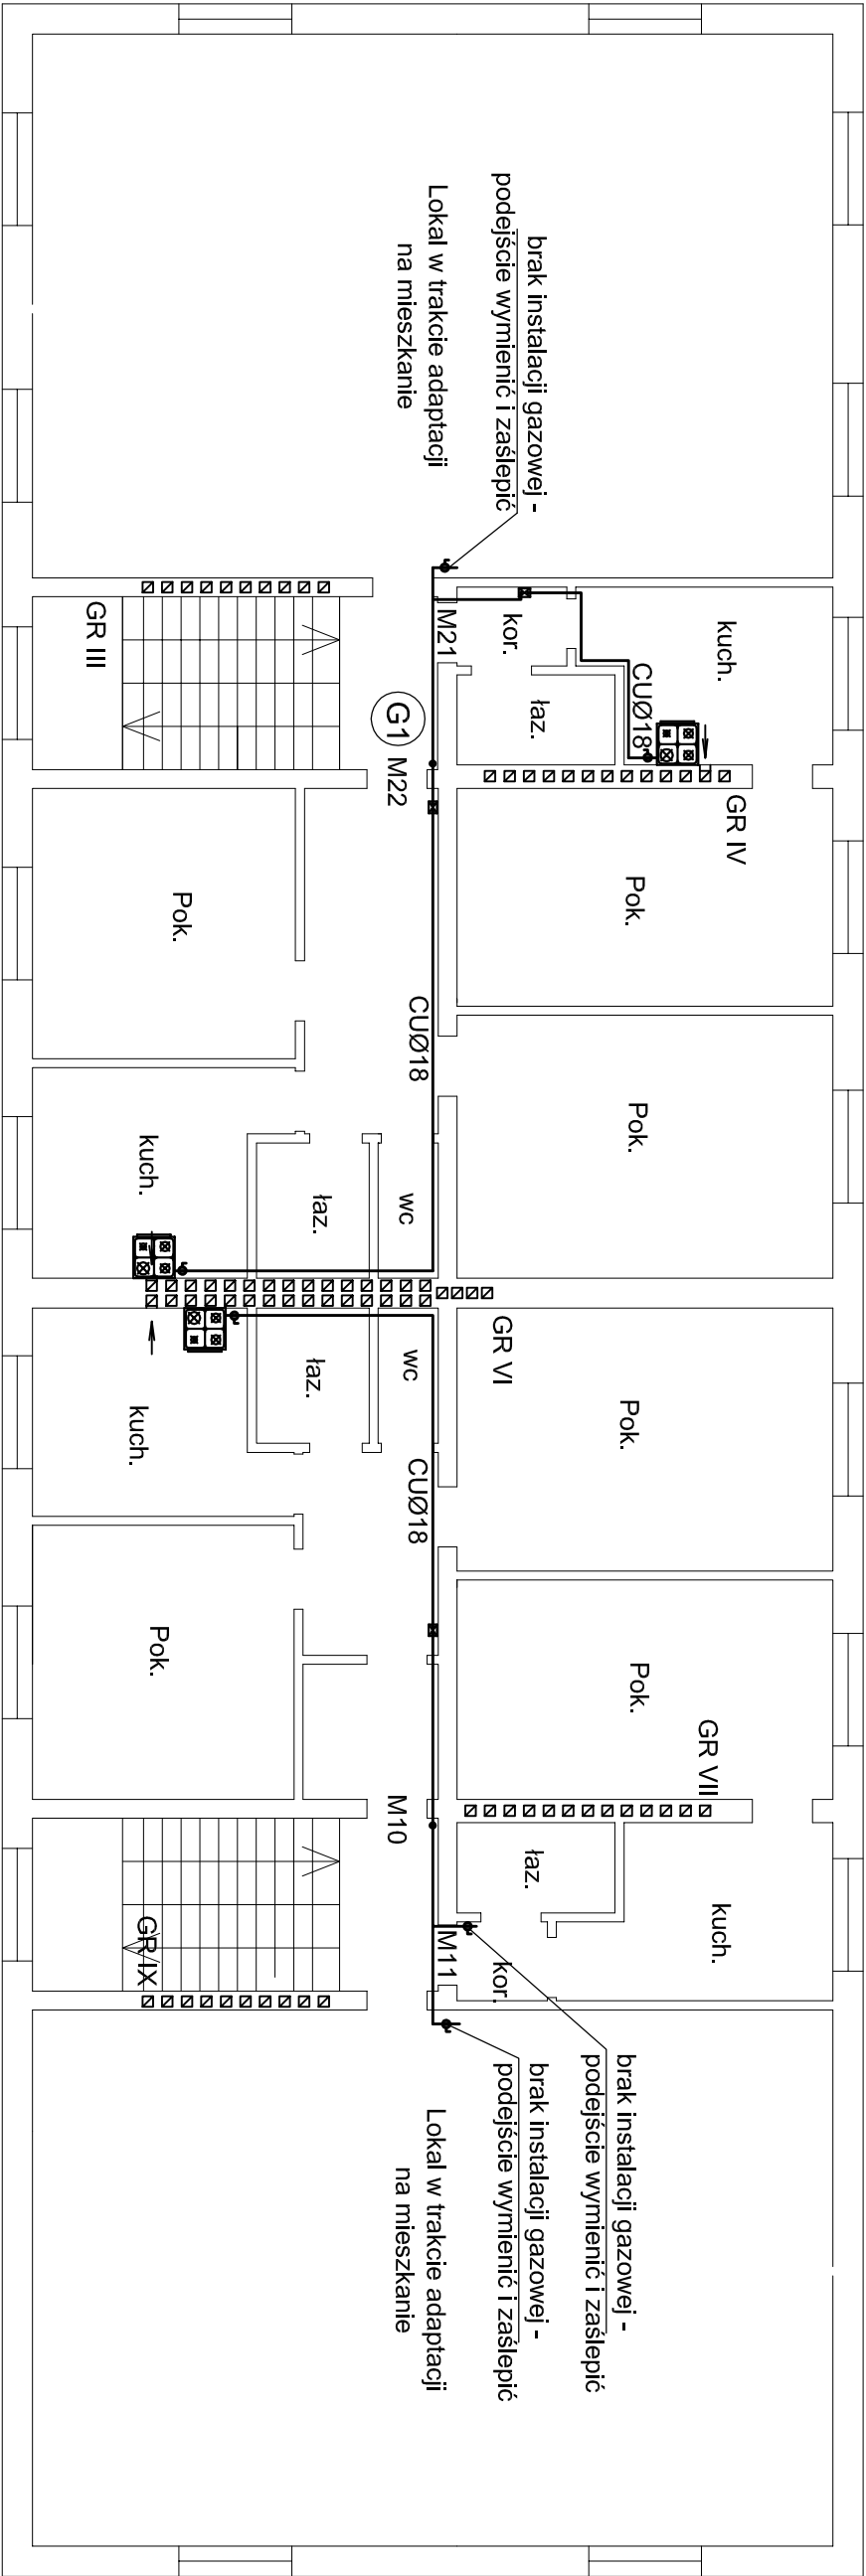 brak instalacji gazowej -
podejście wymienić i zaślepić
Lokal w trakcie adaptacji
na mieszkanie
GR III
M21
kor.
łaz.
kuch.
CUØ18
G1
M22
GR IV
Pok.
Pok.
CUØ18
Pok.
kuch.
łaz.
wc
GR VI
wc
łaz.
kuch.
CUØ18
Pok.
Pok.
Pok.
GR VII
M10
łaz.
kuch.
M11
kor.
GR IX
brak instalacji gazowej -
podejście wymienić i zaślepić
brak instalacji gazowej -
podejście wymienić i zaślepić
Lokal w trakcie adaptacji
na mieszkanie